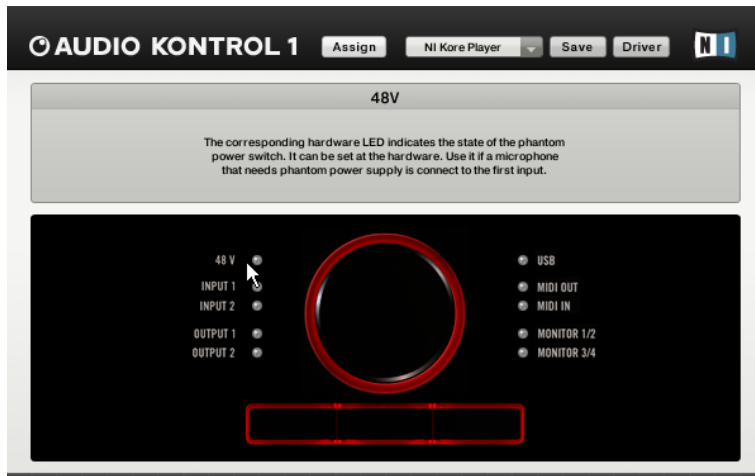 AUDIO KONTROL 1 Assign NI Kore Player Save Driver NI
48V
The corresponding hardware LED indicates the state of the phantom
power switch. It can be set at the hardware. Use it if a microphone
that needs phantom power supply is connect to the first input.
48 V USB
INPUT 1 MIDI OUT
INPUT 2 MIDI IN
OUTPUT 1 MONITOR 1/2
OUTPUT 2 MONITOR 3/4